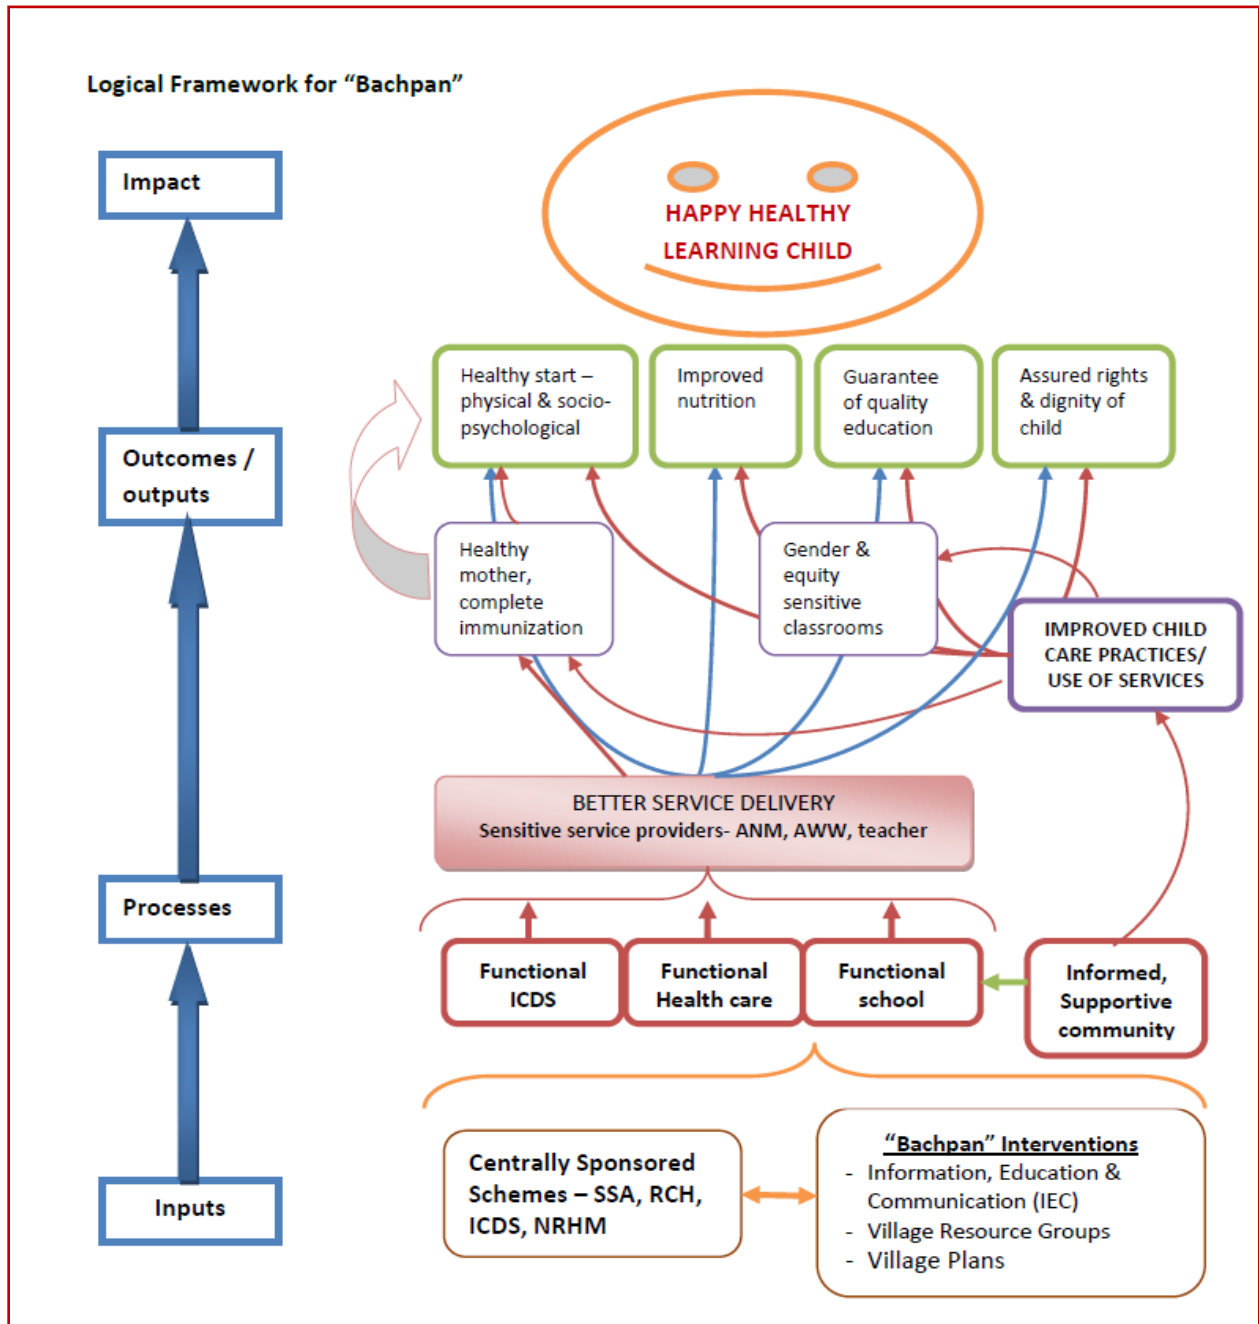 Logical Framework for “Bachpan”
Impact
HAPPY HEALTHY
LEARNING CHILD
Outcomes /
outputs
Healthy start –
physical & socio-
psychological
Improved
nutrition
Guarantee
of quality
education
Assured rights
& dignity of
child
Healthy
mother,
complete
immunization
Gender &
equity
sensitive
classrooms
IMPROVED CHILD
CARE PRACTICES/
USE OF SERVICES
BETTER SERVICE DELIVERY
Sensitive service providers- ANM, AWW, teacher
Processes
Functional
ICDS
Functional
Health care
Functional
school
Informed,
Supportive
community
Inputs
Centrally Sponsored
Schemes – SSA, RCH,
ICDS, NRHM
“Bachpan” Interventions
- Information, Education &
Communication (IEC)
- Village Resource Groups
- Village Plans